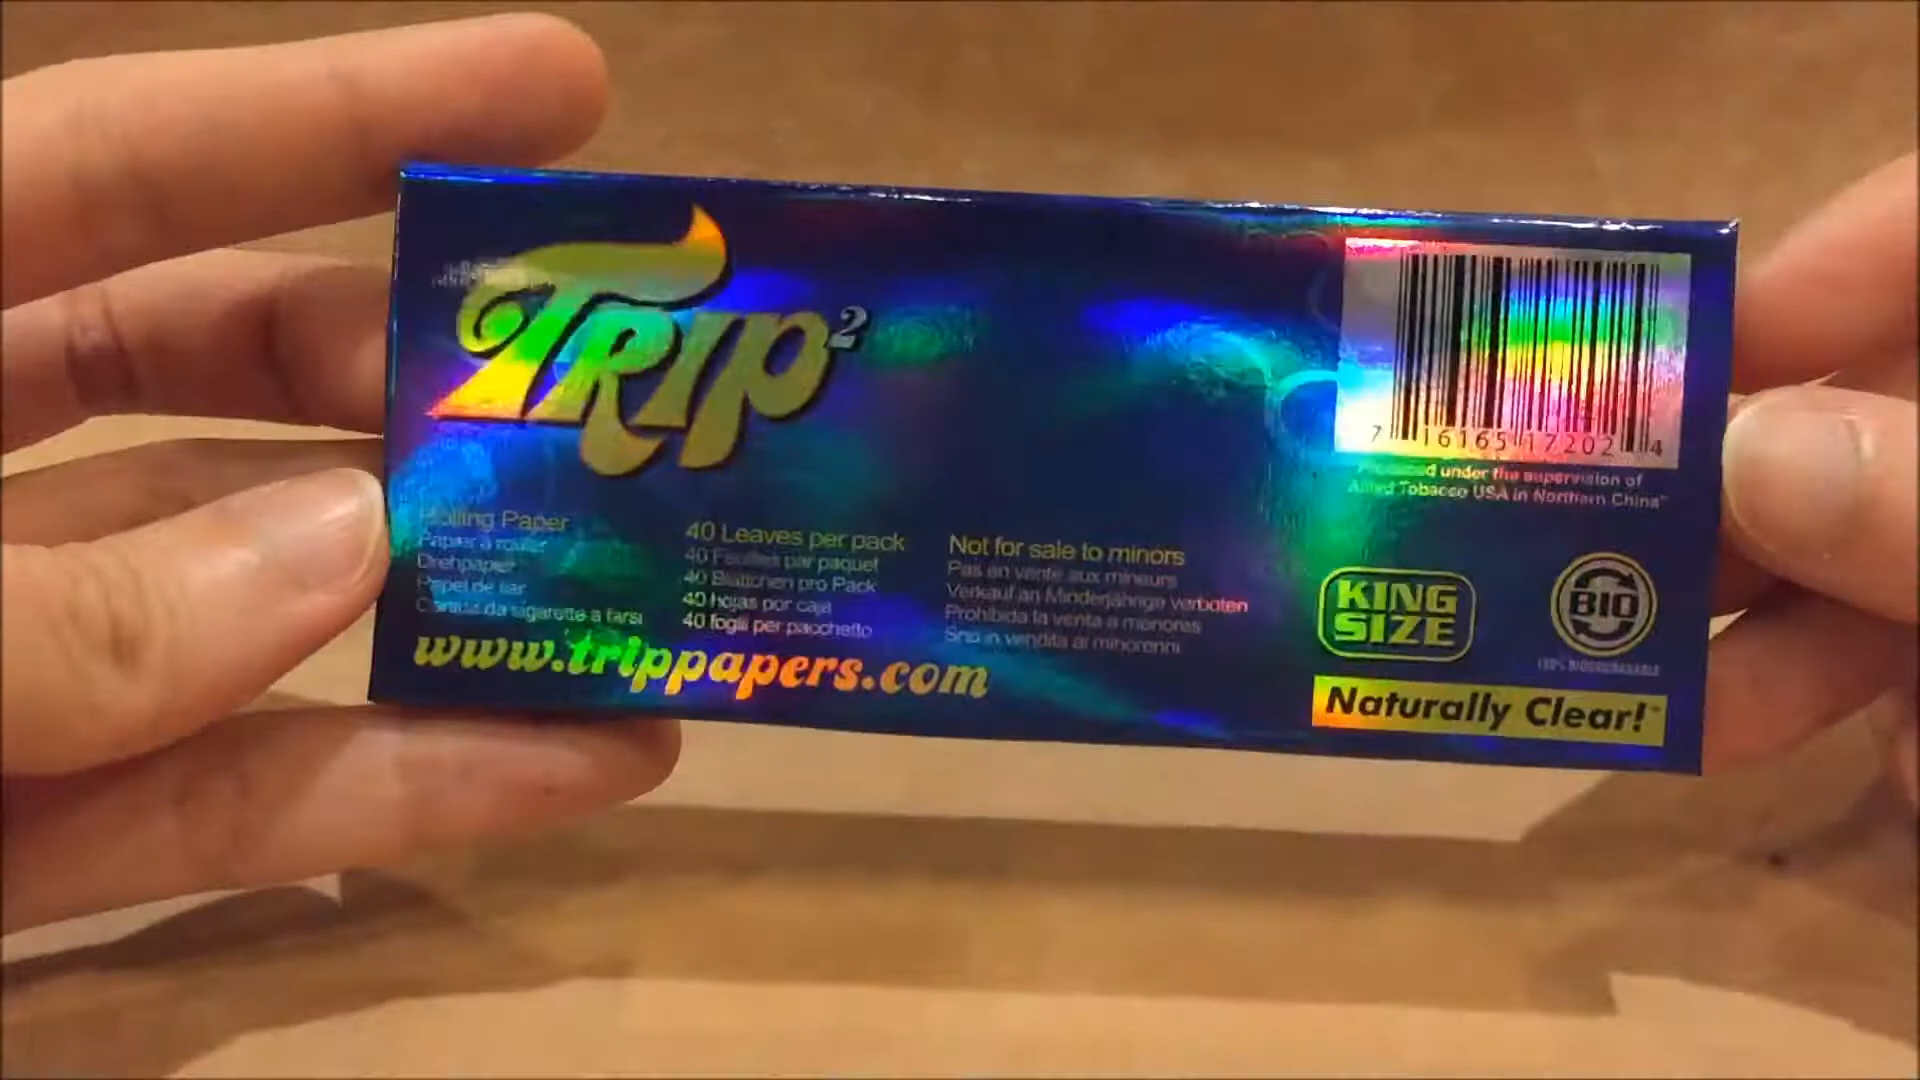 TRIP²
7 16165 17202 4
under the supervision of
Allied Tobacco USA in Northern China™
Rolling Paper
Papier à rouler
Drehpapier
Papel de liar
Cartina da sigarette a farsi
40 Leaves per pack
40 Feuilles par paquet
40 Blättchen pro Pack
40 hojas por caja
40 fogli per pacchetto
Not for sale to minors
Pas en vente aux mineurs
Verkauf an Minderjährige verboten
Prohibida la venta a menores
in vendita ai minorenni
www.trippapers.com
KING
SIZE
BIO
100% BIODEGRADABLE
Naturally Clear!™